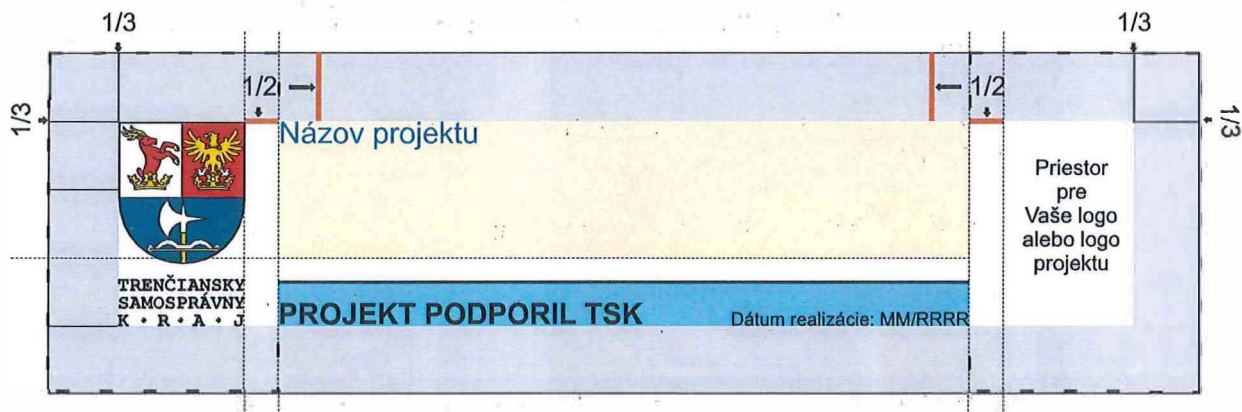 1/3
1/3
1/2
1/2
1/3
1/3
Názov projektu
Priestor
pre
Vaše logo
alebo logo
projektu
TRENČIANSKY
SAMOSPRÁVNY
K · R · A · J
PROJEKT PODPORIL TSK
Dátum realizácie: MM/RRRR